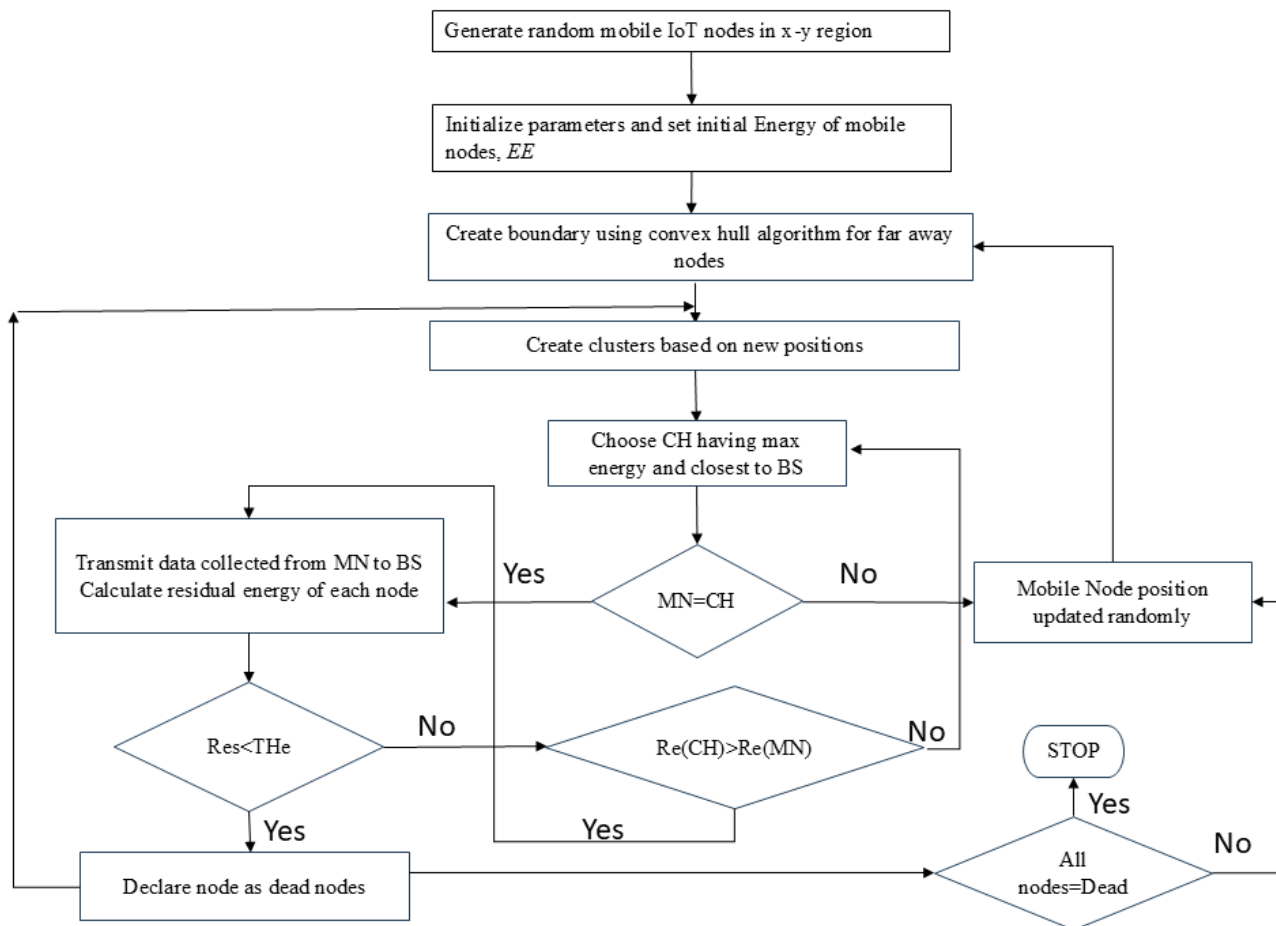 Generate random mobile IoT nodes in x-y region
Initialize parameters and set initial Energy of mobile
nodes, EE
Create boundary using convex hull algorithm for far away
nodes
Create clusters based on new positions
Choose CH having max
energy and closest to BS
Transmit data collected from MN to BS
Calculate residual energy of each node
Yes
MN=CH
No
Mobile Node position
updated randomly
Res<THe
No
Re(CH)>Re(MN)
No
STOP
Yes
Yes
Yes
Declare node as dead nodes
All
nodes=Dead
No